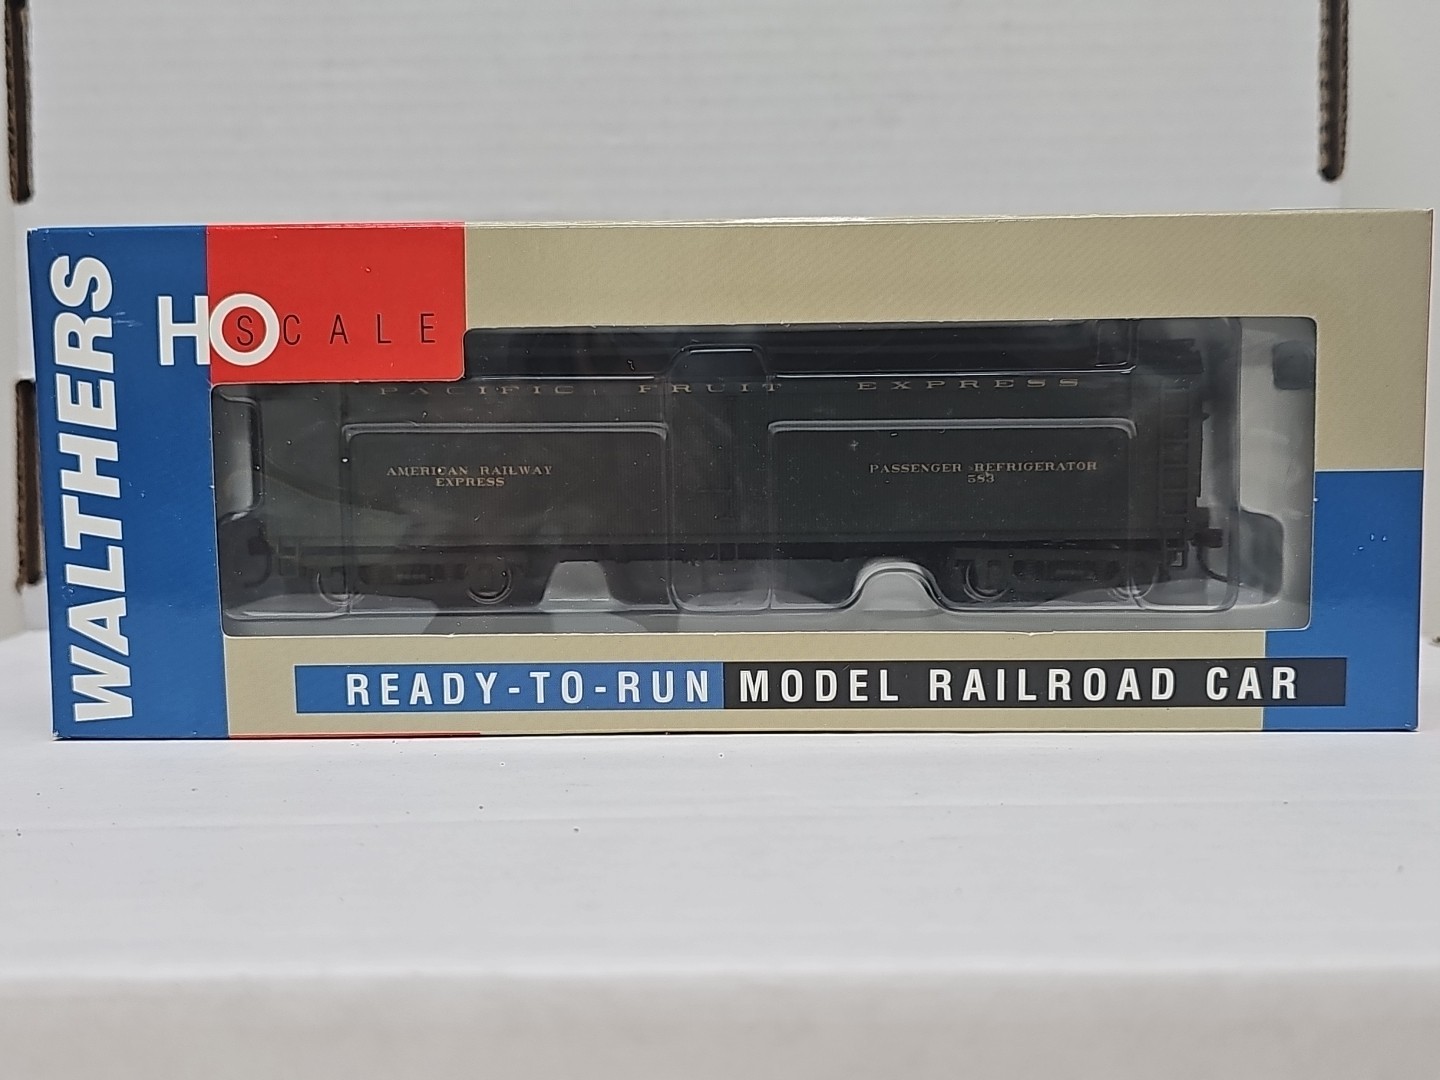 WALTHERS
HO SCALE
PACIFIC FRUIT EXPRESS
AMERICAN RAILWAY
EXPRESS
PASSENGER REFRIGERATOR
583
READY-TO-RUN MODEL RAILROAD CAR